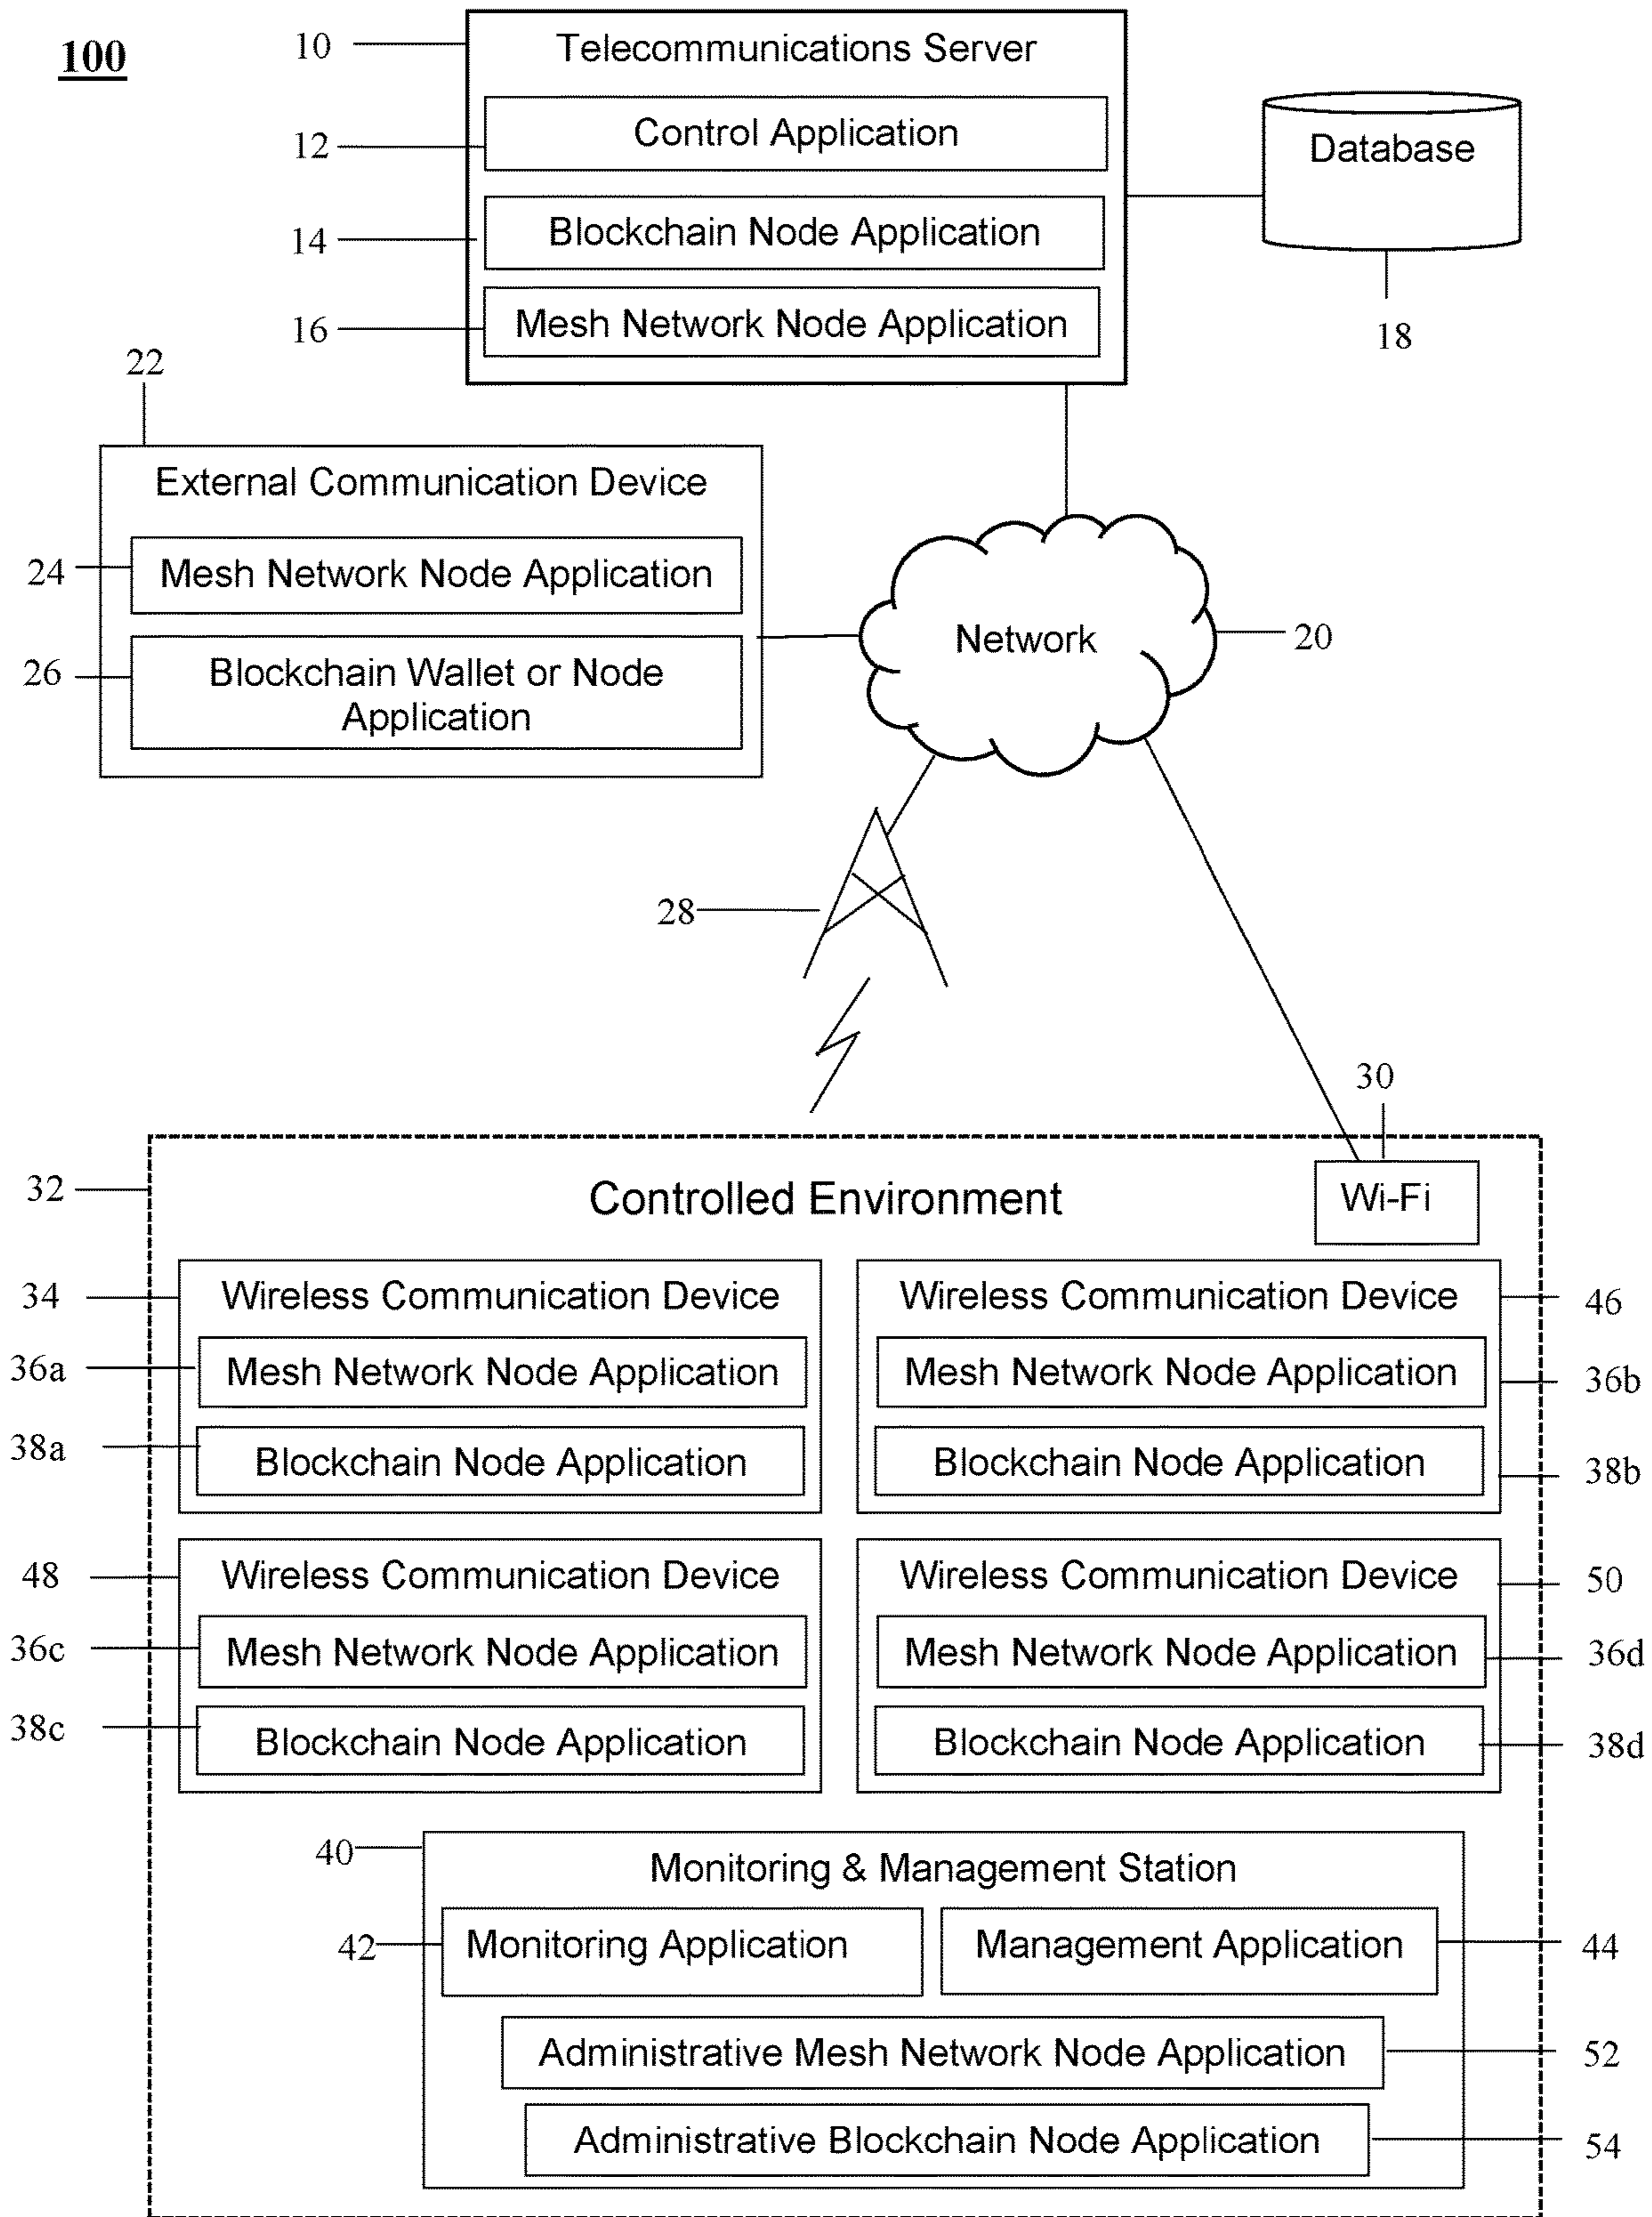 100
10
Telecommunications Server
12
Control Application
Database
14
Blockchain Node Application
16
Mesh Network Node Application
18
22
External Communication Device
24
Mesh Network Node Application
26
Blockchain Wallet or Node
Application
Network
20
28
30
32
Controlled Environment
Wi-Fi
34
Wireless Communication Device
36a
Mesh Network Node Application
38a
Blockchain Node Application
Wireless Communication Device
46
Mesh Network Node Application
36b
Blockchain Node Application
38b
48
Wireless Communication Device
36c
Mesh Network Node Application
38c
Blockchain Node Application
Wireless Communication Device
50
Mesh Network Node Application
36d
Blockchain Node Application
38d
40
Monitoring & Management Station
42
Monitoring Application
Management Application
44
Administrative Mesh Network Node Application
52
Administrative Blockchain Node Application
54